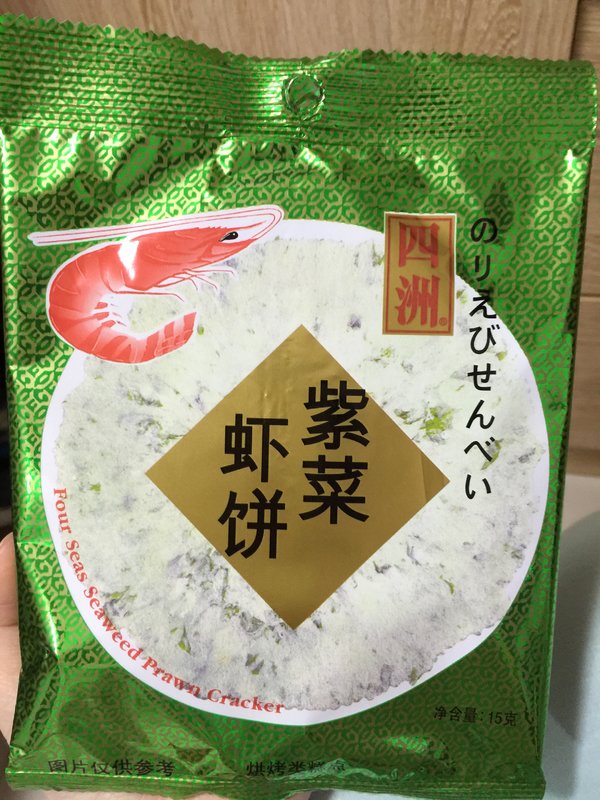 四洲®
のりえびせんべい
紫菜
虾饼
Four Seas Seaweed Prawn Cracker
净含量:15克
图片仅供参考
烘烤类糕点